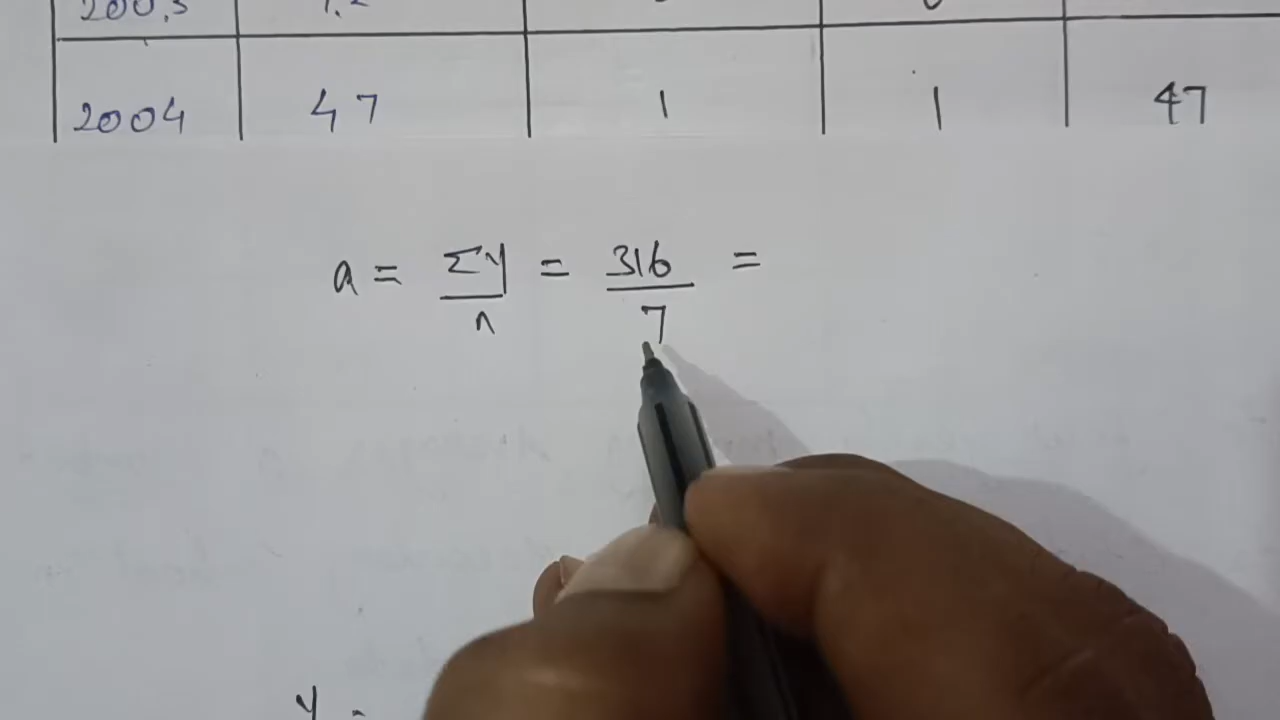 2004 47 1 1 47
a = Σy/n = 316/7 =
y =